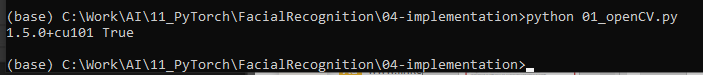 (base) C:\Work\AI\11_PyTorch\FacialRecognition\04-implementation>python 01_openCV.py
1.5.0+cu101 True
(base) C:\Work\AI\11_PyTorch\FacialRecognition\04-implementation>